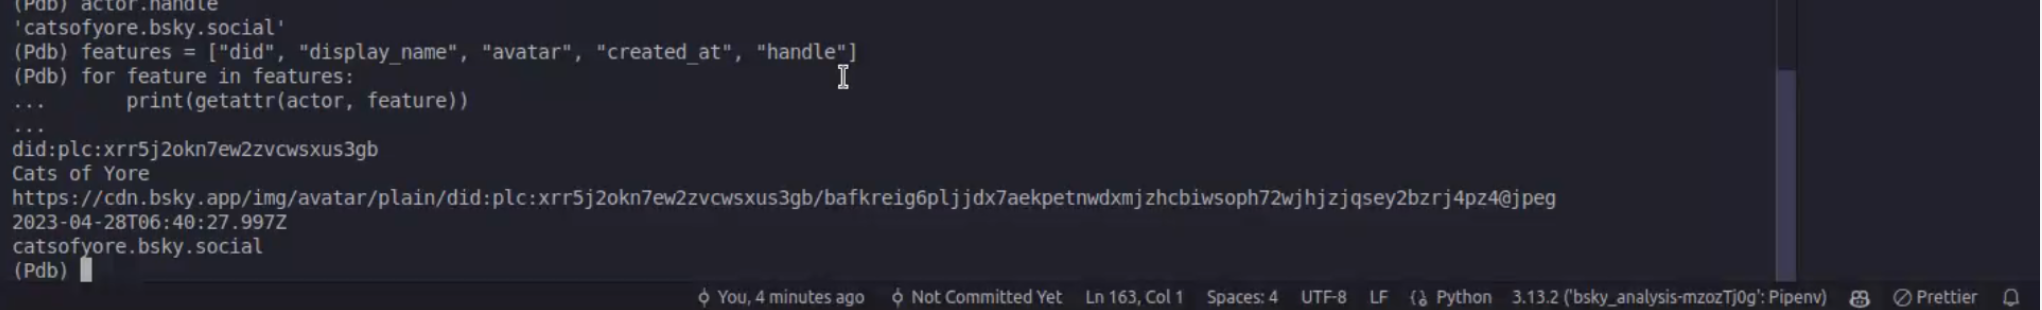 (Pdb) actor.handle
'catsofyore.bsky.social'
(Pdb) features = ["did", "display_name", "avatar", "created_at", "handle"]
(Pdb) for feature in features:
...       print(getattr(actor, feature))
...
did:plc:xrr5j2okn7ew2zvcwsxus3gb
Cats of Yore
https://cdn.bsky.app/img/avatar/plain/did:plc:xrr5j2okn7ew2zvcwsxus3gb/bafkreig6pljjdx7aekpetnwdxmjzhcbiwsoph72wjhjzjqsey2bzrj4pz4@jpeg
2023-04-28T06:40:27.997Z
catsofyore.bsky.social
(Pdb)
You, 4 minutes ago Not Committed Yet Ln 163, Col 1 Spaces: 4 UTF-8 LF Python 3.13.2 ('bsky_analysis-mzozTj0g': Pipenv) Prettier